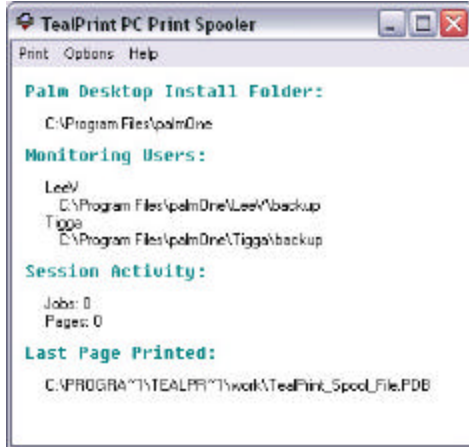 TealPrint PC Print Spooler
Print Options Help
Palm Desktop Install Folder:
C:\Program Files\palmOne
Monitoring Users:
LeeV
C:\Program Files\palmOne\LeeV\backup
Tigga
C:\Program Files\palmOne\Tigga\backup
Session Activity:
Jobs: 0
Pages: 0
Last Page Printed:
C:\PROGRA~1\TEALPR~1\work\TealPrint_Spool_File.PDB